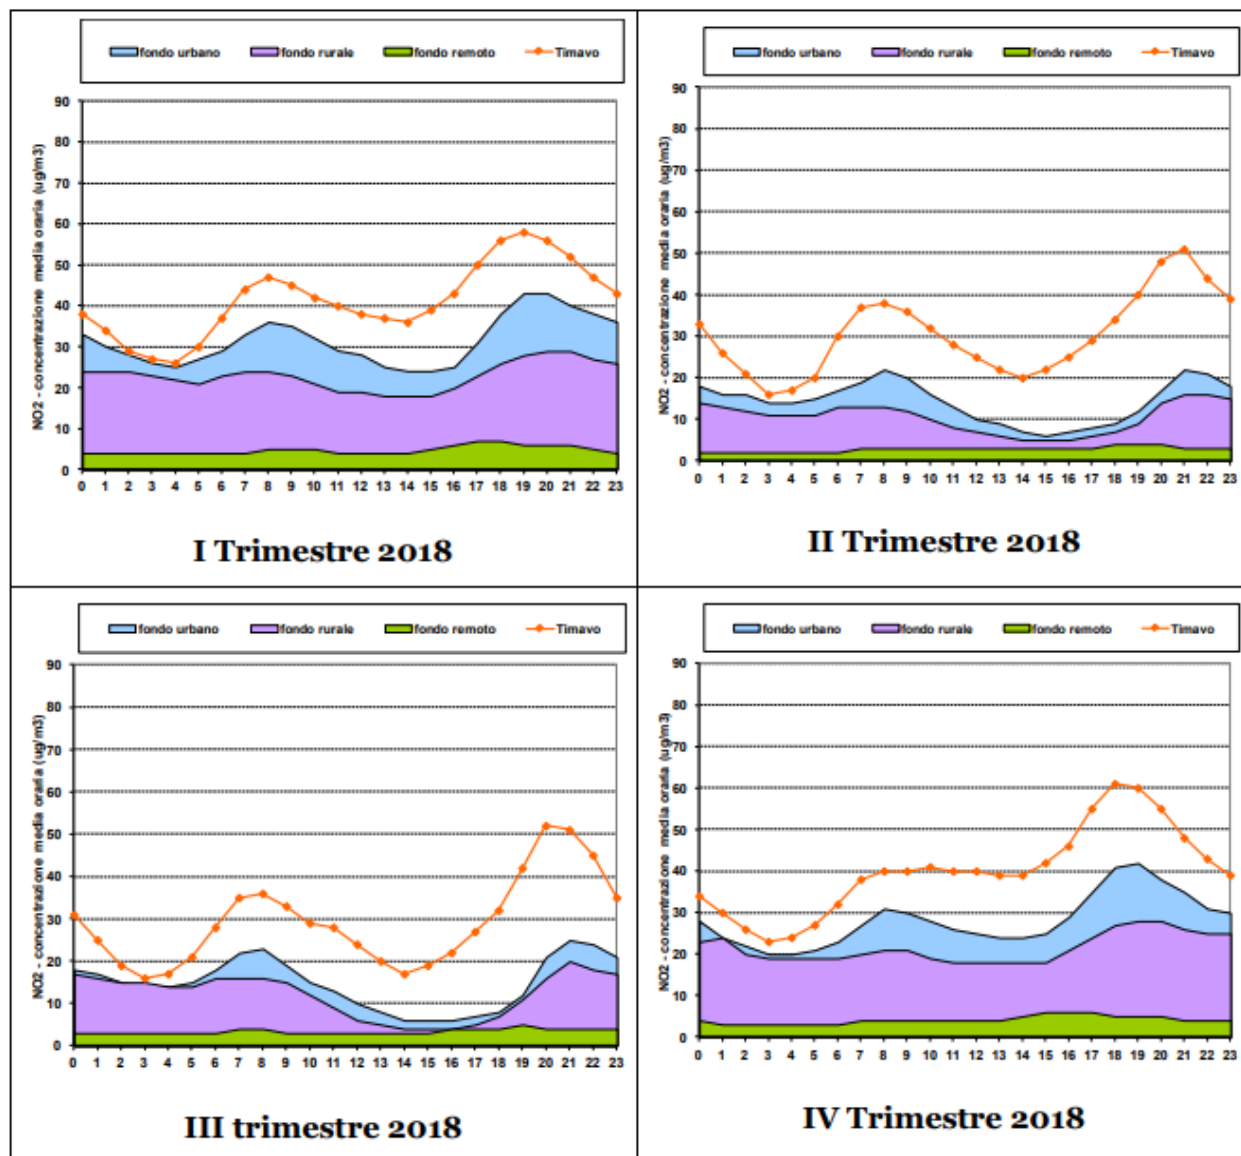 fondo urbano fondo rurale fondo remoto Timavo
NO2 - concentrazione media oraria (ug/m3)
90
80
70
60
50
40
30
20
10
0
0 1 2 3 4 5 6 7 8 9 10 11 12 13 14 15 16 17 18 19 20 21 22 23
I Trimestre 2018
fondo urbano fondo rurale fondo remoto Timavo
NO2 - concentrazione media oraria (ug/m3)
90
80
70
60
50
40
30
20
10
0
0 1 2 3 4 5 6 7 8 9 10 11 12 13 14 15 16 17 18 19 20 21 22 23
II Trimestre 2018
fondo urbano fondo rurale fondo remoto Timavo
NO2 - concentrazione media oraria (ug/m3)
90
80
70
60
50
40
30
20
10
0
0 1 2 3 4 5 6 7 8 9 10 11 12 13 14 15 16 17 18 19 20 21 22 23
III trimestre 2018
fondo urbano fondo rurale fondo remoto Timavo
NO2 - concentrazione media oraria (ug/m3)
90
80
70
60
50
40
30
20
10
0
0 1 2 3 4 5 6 7 8 9 10 11 12 13 14 15 16 17 18 19 20 21 22 23
IV Trimestre 2018